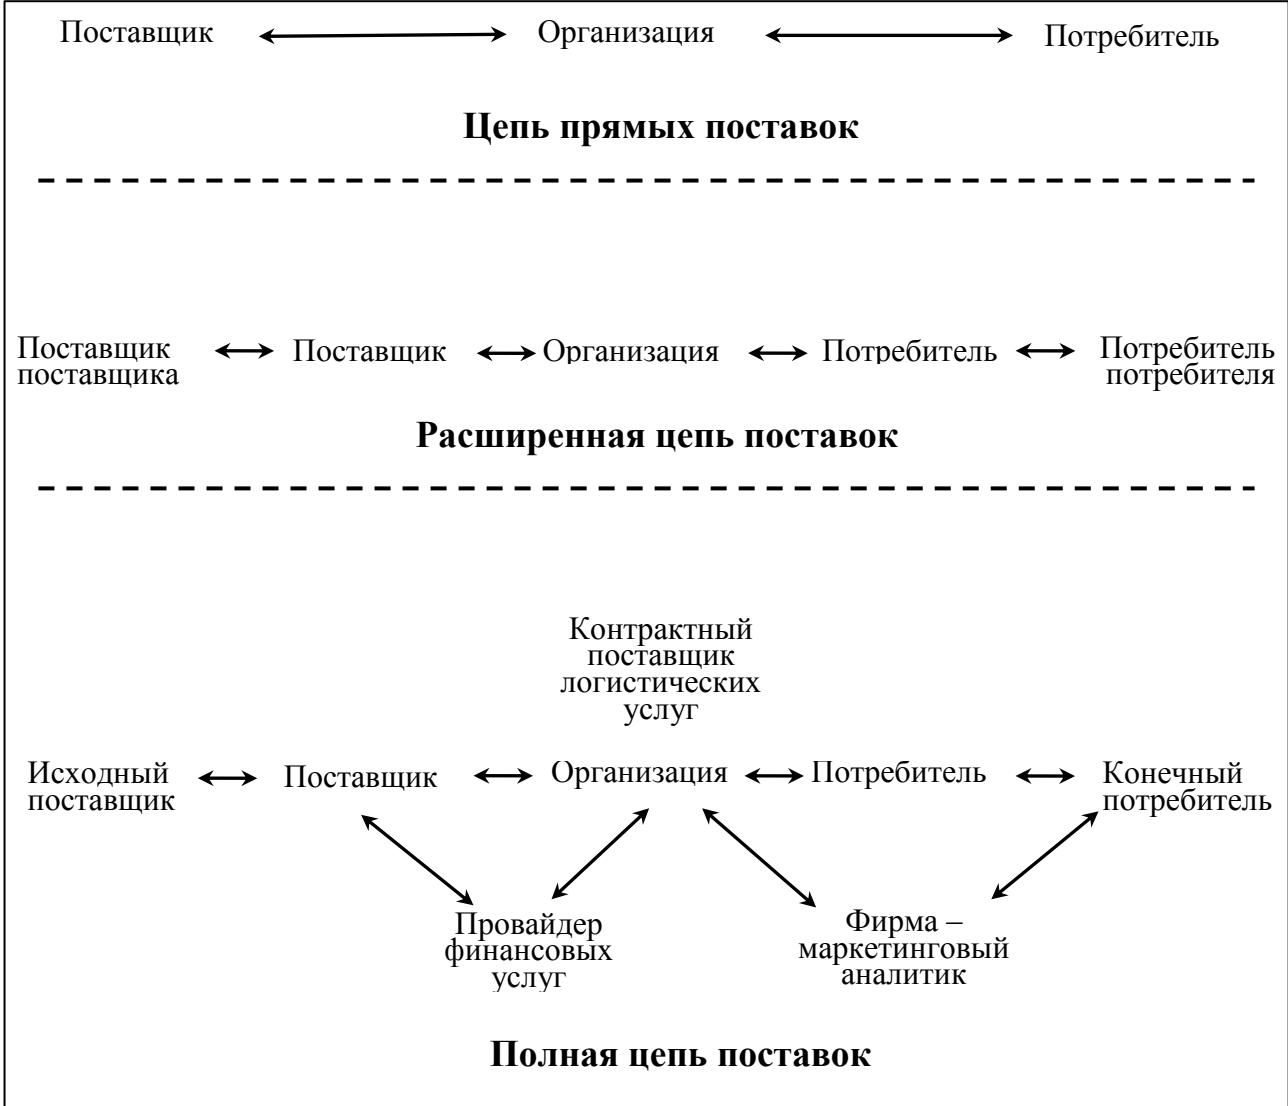 Поставщик Организация Потребитель
Цепь прямых поставок
Поставщик поставщика
Поставщик
Организация
Потребитель
Потребитель потребителя
Расширенная цепь поставок
Контрактный
поставщик
логистических
услуг
Исходный
поставщик
Поставщик
Организация
Потребитель
Конечный
потребитель
Провайдер
финансовых
услуг
Фирма –
маркетинговый
аналитик
Полная цепь поставок